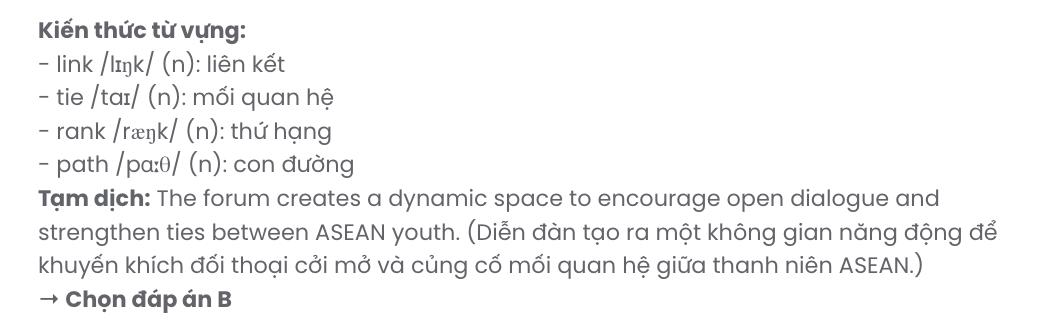 Kiến thức từ vựng:
- link /lɪŋk/ (n): liên kết
- tie /taɪ/ (n): mối quan hệ
- rank /ræŋk/ (n): thứ hạng
- path /pɑːθ/ (n): con đường
Tạm dịch: The forum creates a dynamic space to encourage open dialogue and
strengthen ties between ASEAN youth. (Diễn đàn tạo ra một không gian năng động để
khuyến khích đối thoại cởi mở và củng cố mối quan hệ giữa thanh niên ASEAN.)
→ Chọn đáp án B